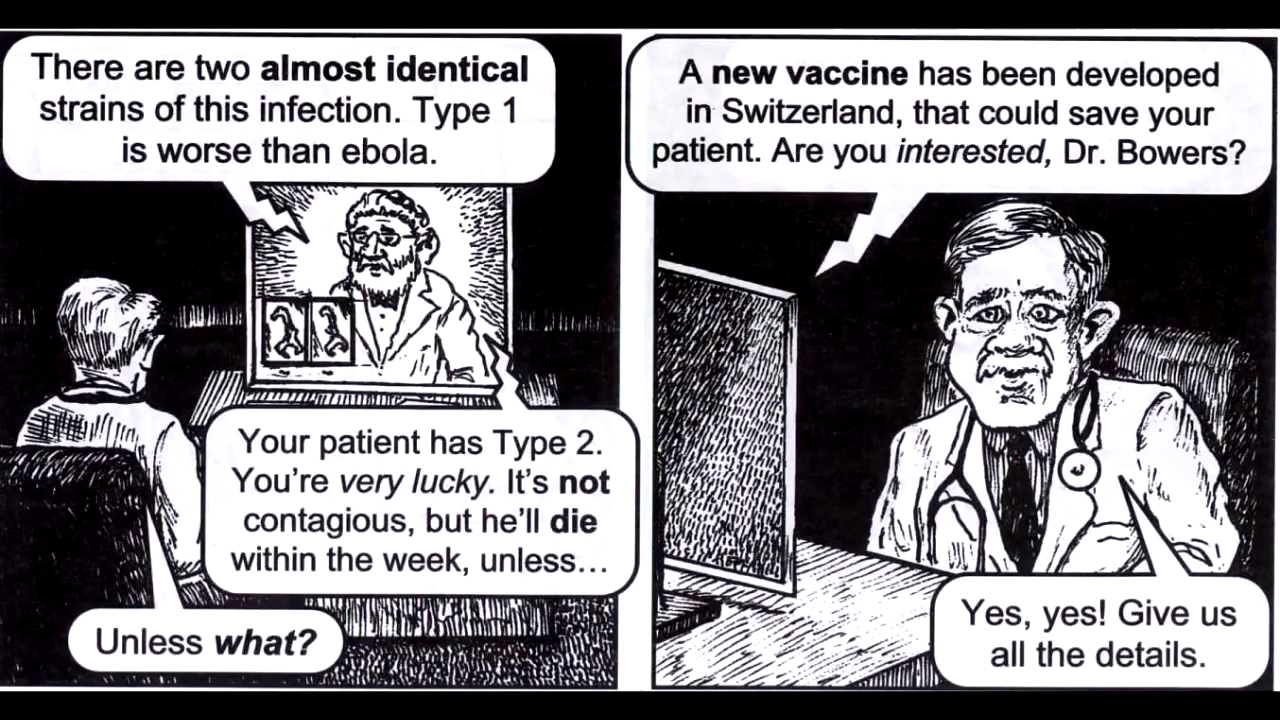 There are two almost identical
strains of this infection. Type 1
is worse than ebola.
Your patient has Type 2.
You're very lucky. It's not
contagious, but he'll die
within the week, unless...
Unless what?
A new vaccine has been developed
in Switzerland, that could save your
patient. Are you interested, Dr. Bowers?
Yes, yes! Give us
all the details.